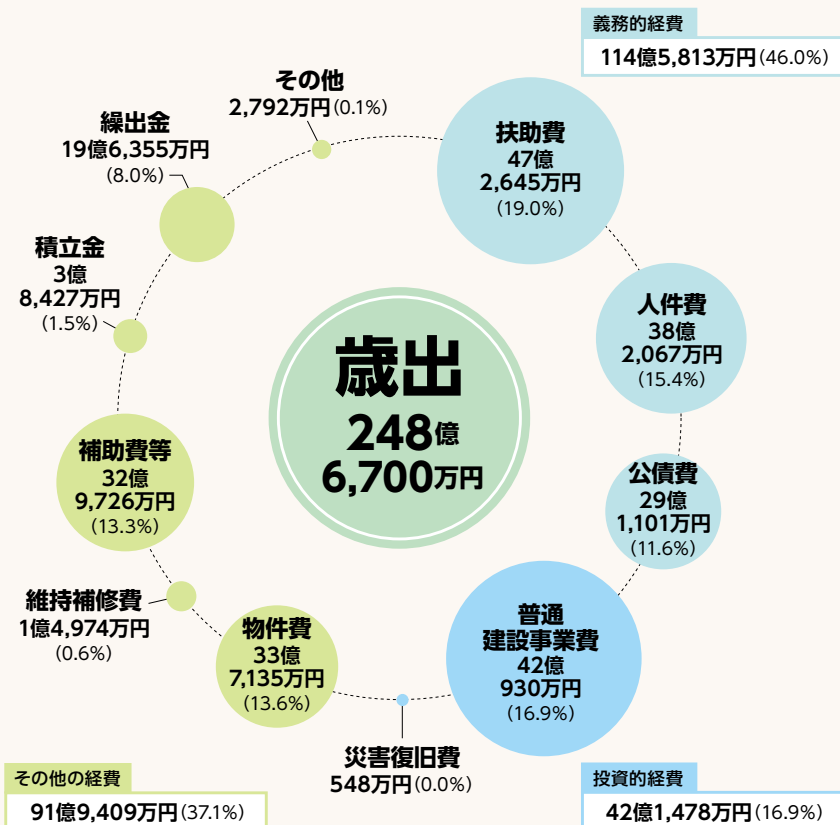 義務的経費
114億5,813万円(46.0%)
その他
2,792万円(0.1%)
繰出金
19億6,355万円
(8.0%)
扶助費
47億
2,645万円
(19.0%)
積立金
3億
8,427万円
(1.5%)
人件費
38億
2,067万円
(15.4%)
歳出
248億
6,700万円
補助費等
32億
9,726万円
(13.3%)
公債費
29億
1,101万円
(11.6%)
維持補修費
1億4,974万円
(0.6%)
物件費
33億
7,135万円
(13.6%)
普通
建設事業費
42億
930万円
(16.9%)
災害復旧費
548万円(0.0%)
その他の経費
91億9,409万円(37.1%)
投資的経費
42億1,478万円(16.9%)